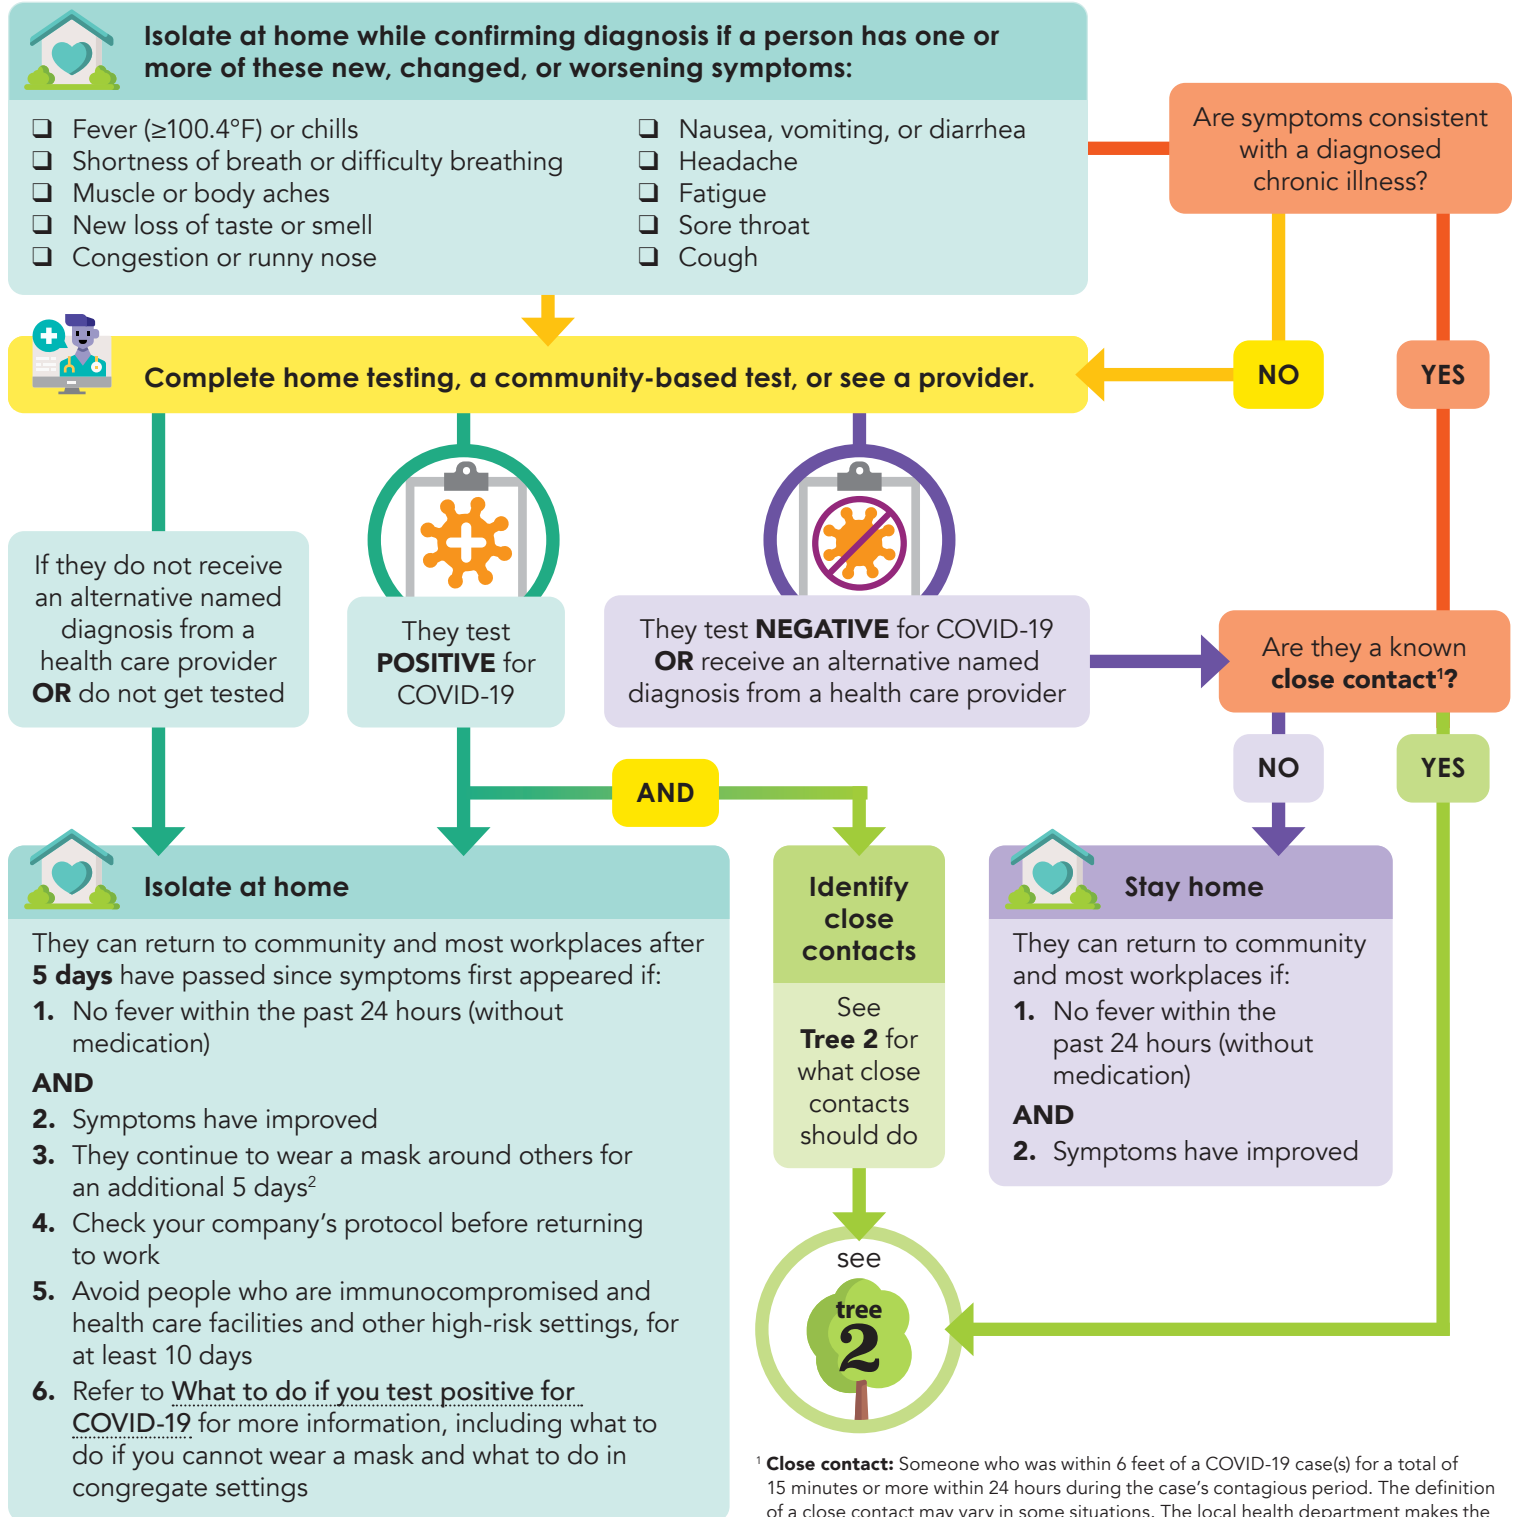 Isolate at home while confirming diagnosis if a person has one or
more of these new, changed, or worsening symptoms:
❑ Fever (≥100.4°F) or chills
❑ Shortness of breath or difficulty breathing
❑ Muscle or body aches
❑ New loss of taste or smell
❑ Congestion or runny nose
❑ Nausea, vomiting, or diarrhea
❑ Headache
❑ Fatigue
❑ Sore throat
❑ Cough
Are symptoms consistent
with a diagnosed
chronic illness?
NO
YES
Complete home testing, a community-based test, or see a provider.
If they do not receive
an alternative named
diagnosis from a
health care provider
OR do not get tested
They test
POSITIVE for
COVID-19
They test NEGATIVE for COVID-19
OR receive an alternative named
diagnosis from a health care provider
Are they a known
close contact¹?
NO
YES
AND
Isolate at home
They can return to community and most workplaces after
5 days have passed since symptoms first appeared if:
1. No fever within the past 24 hours (without
medication)
AND
2. Symptoms have improved
3. They continue to wear a mask around others for
an additional 5 days²
4. Check your company's protocol before returning
to work
5. Avoid people who are immunocompromised and
health care facilities and other high-risk settings, for
at least 10 days
6. Refer to What to do if you test positive for
COVID-19 for more information, including what to
do if you cannot wear a mask and what to do in
congregate settings
Identify
close
contacts
See
Tree 2 for
what close
contacts
should do
see
tree
2
Stay home
They can return to community
and most workplaces if:
1. No fever within the
past 24 hours (without
medication)
AND
2. Symptoms have improved
¹ Close contact: Someone who was within 6 feet of a COVID-19 case(s) for a total of
15 minutes or more within 24 hours during the case's contagious period. The definition
of a close contact may vary in some situations. The local health department makes the